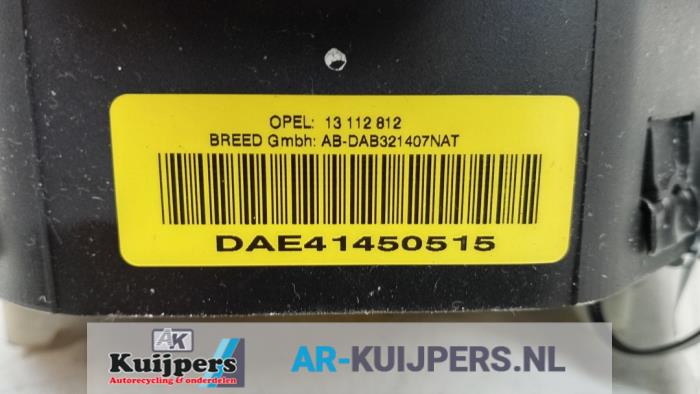 OPEL: 13 112 812
BREED Gmbh: AB-DAB321407NAT
DAE41450515
AK
Kuijpers
Autorecycling & onderdelen
AR-KUIJPERS.NL